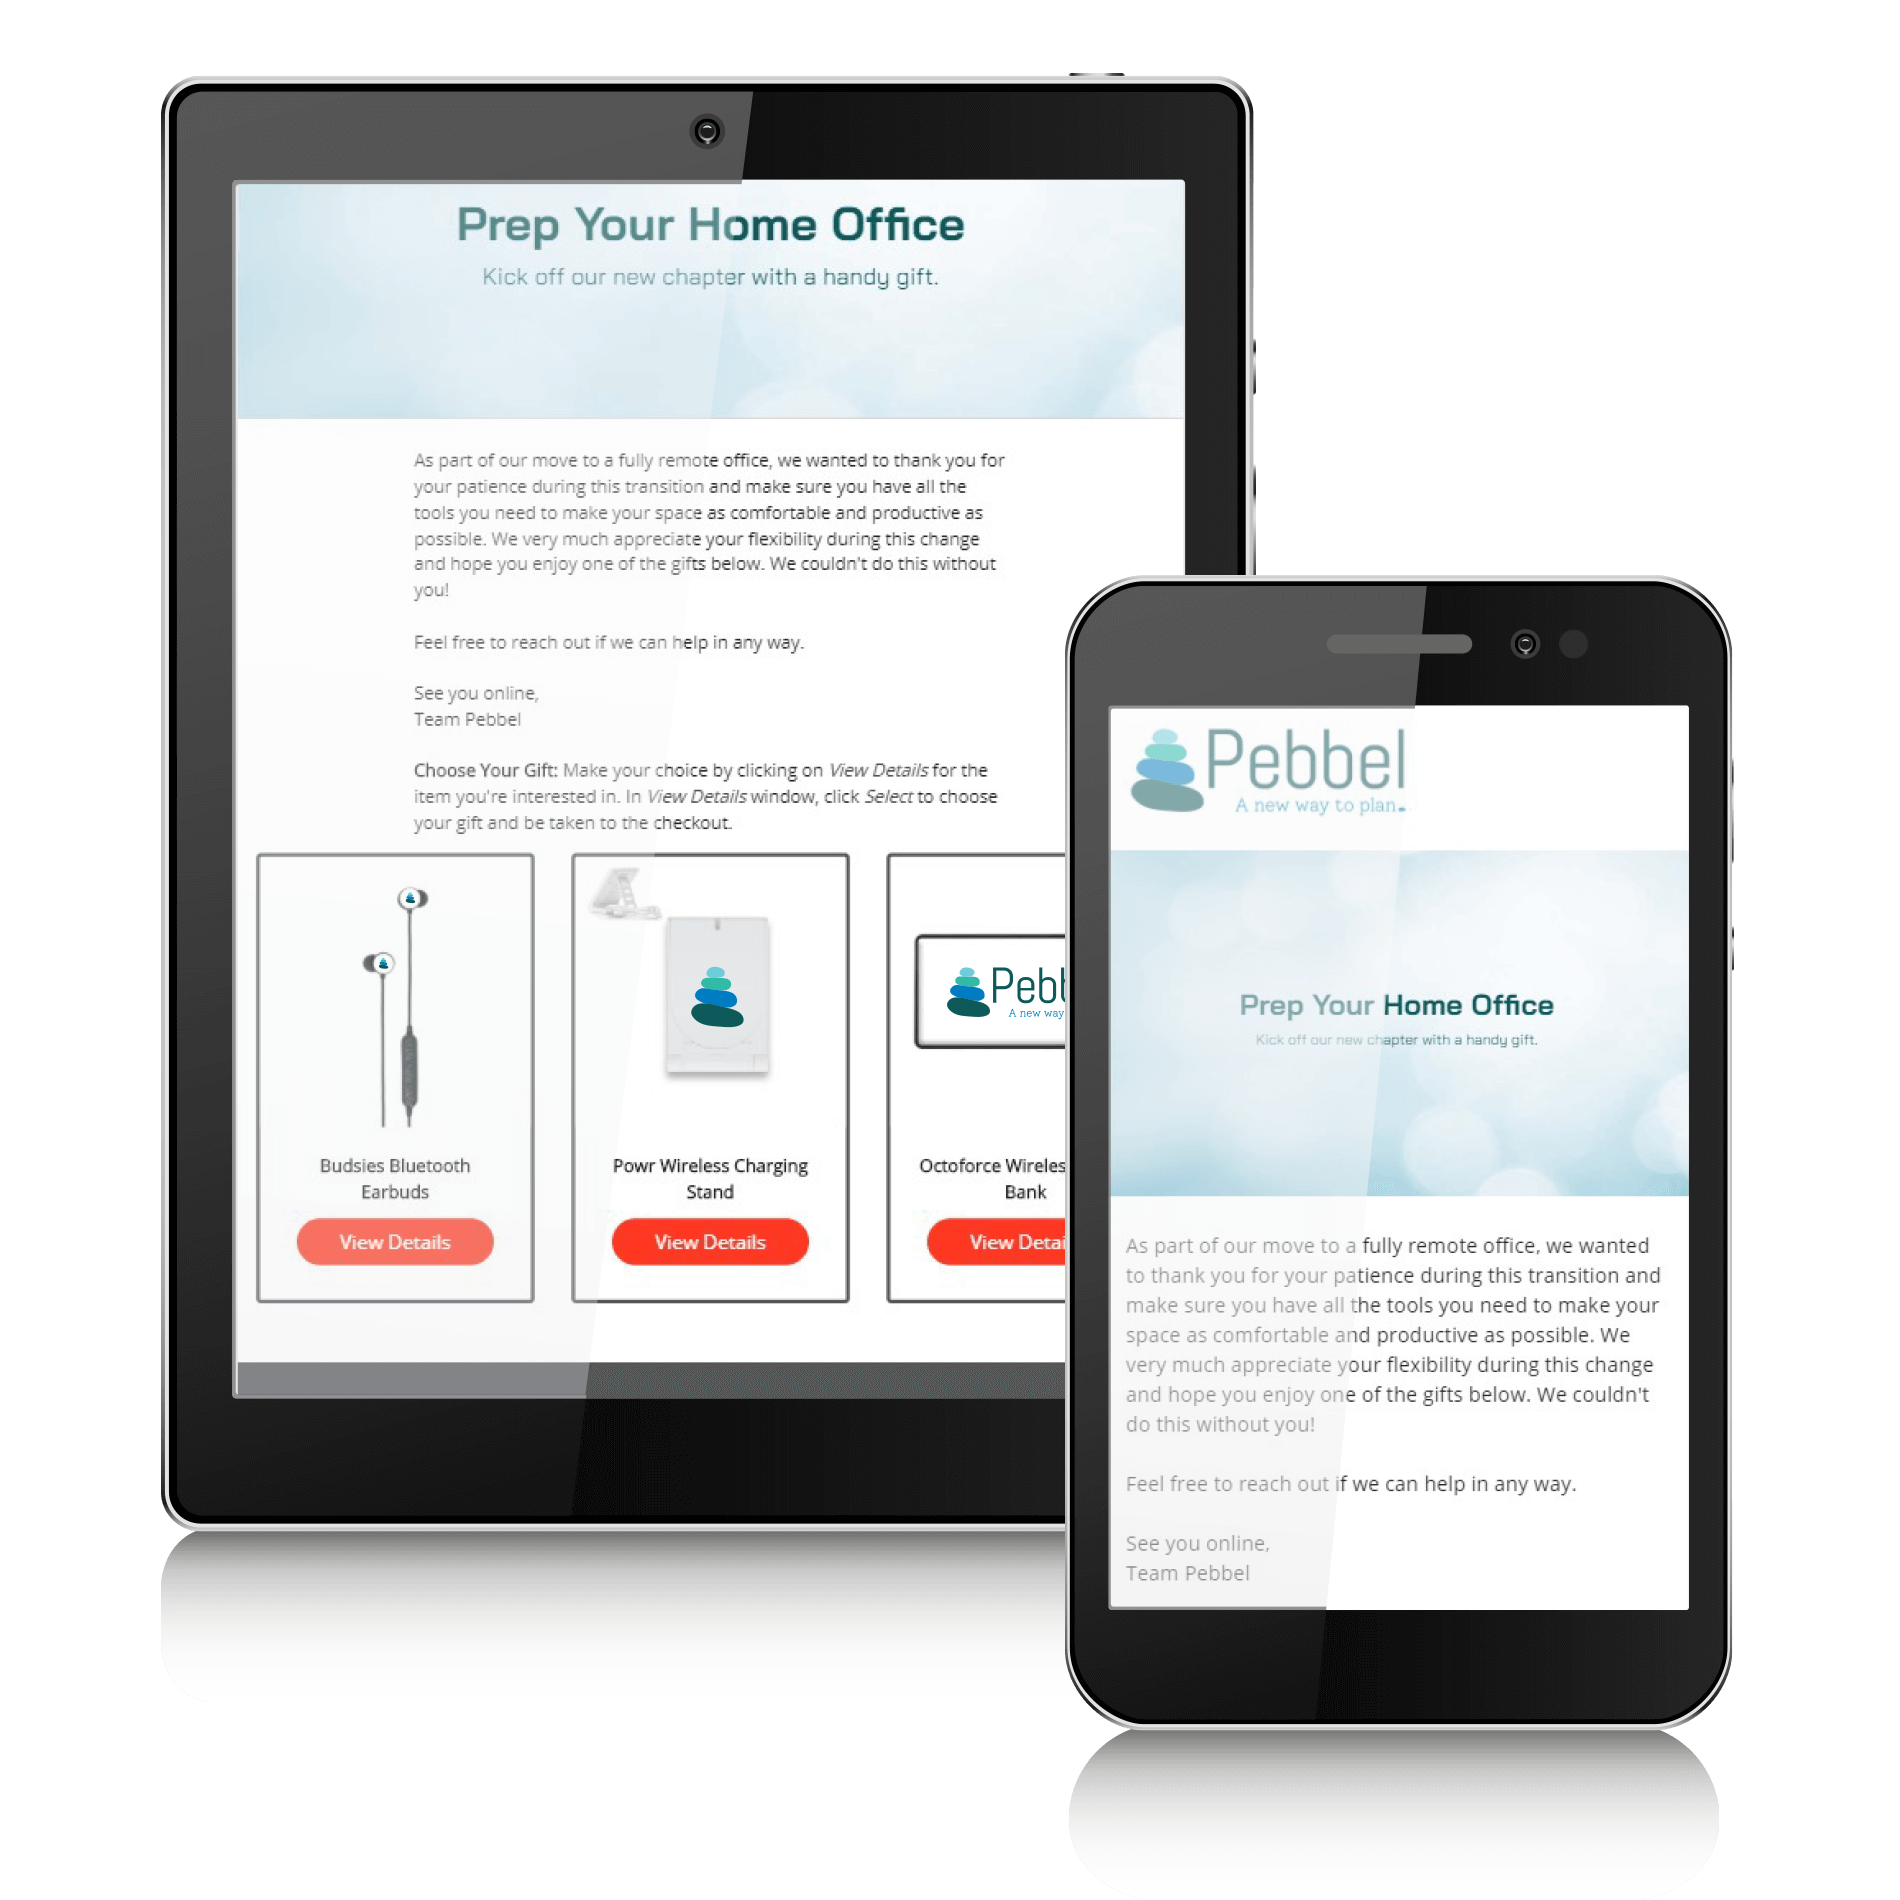 Prep Your Home Office
Kick off our new chapter with a handy gift.
As part of our move to a fully remote office, we wanted to thank you for
your patience during this transition and make sure you have all the
tools you need to make your space as comfortable and productive as
possible. We very much appreciate your flexibility during this change
and hope you enjoy one of the gifts below. We couldn't do this without
you!
Feel free to reach out if we can help in any way.
See you online,
Team Pebbel
Choose Your Gift: Make your choice by clicking on View Details for the
item you're interested in. In View Details window, click Select to choose
your gift and be taken to the checkout.
Budsies Bluetooth
Earbuds
View Details
Powr Wireless Charging
Stand
View Details
Pebb
A new way
Octoforce Wireles
Bank
View Detai
Pebbel
A new way to plan.
Prep Your Home Office
Kick off our new chapter with a handy gift.
As part of our move to a fully remote office, we wanted
to thank you for your patience during this transition and
make sure you have all the tools you need to make your
space as comfortable and productive as possible. We
very much appreciate your flexibility during this change
and hope you enjoy one of the gifts below. We couldn't
do this without you!
Feel free to reach out if we can help in any way.
See you online,
Team Pebbel